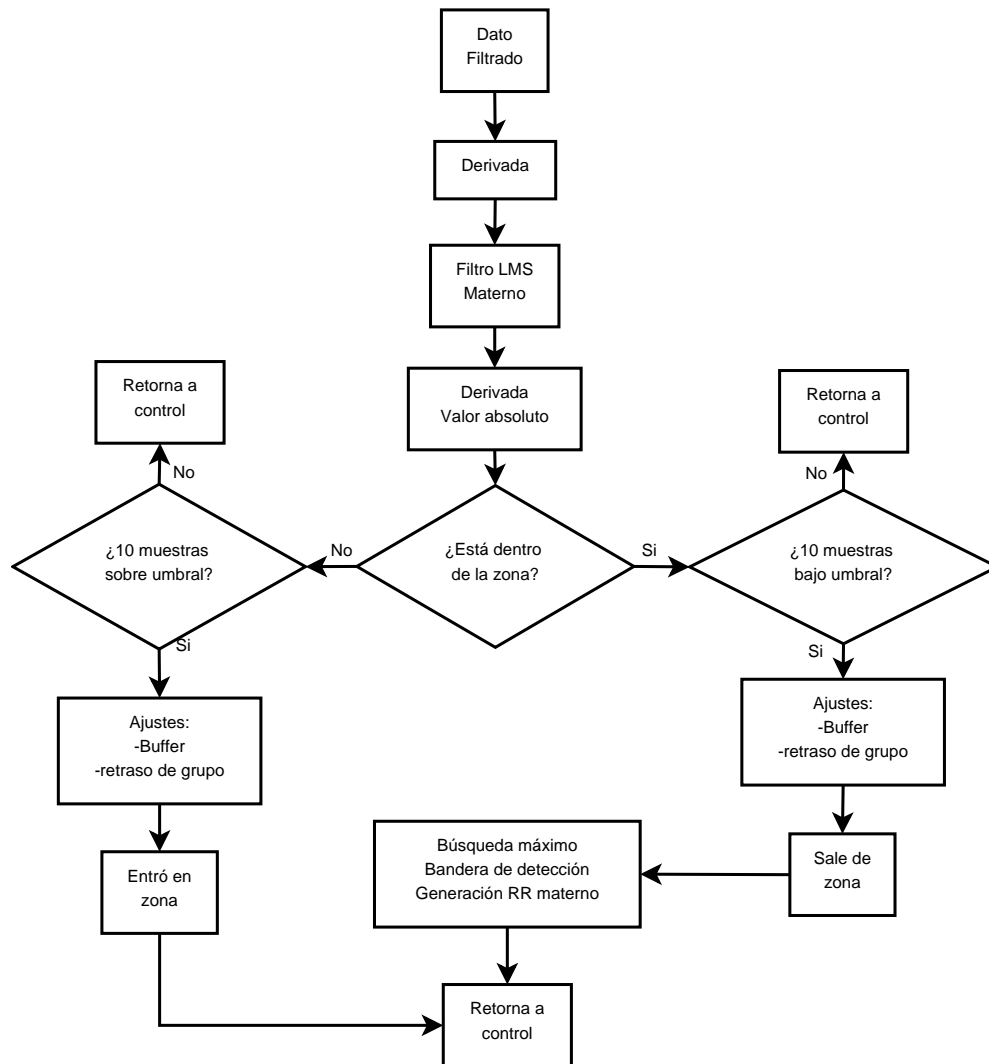 Dato
Filtrado
Derivada
Filtro LMS
Materno
Derivada
Valor absoluto
Retorna a
control
Retorna a
control
No
No
¿10 muestras
sobre umbral?
No
¿Está dentro
de la zona?
Si
¿10 muestras
bajo umbral?
Si
Si
Ajustes:
-Buffer
-retraso de grupo
Ajustes:
-Buffer
-retraso de grupo
Entró en
zona
Búsqueda máximo
Bandera de detección
Generación RR materno
Sale de
zona
Retorna a
control